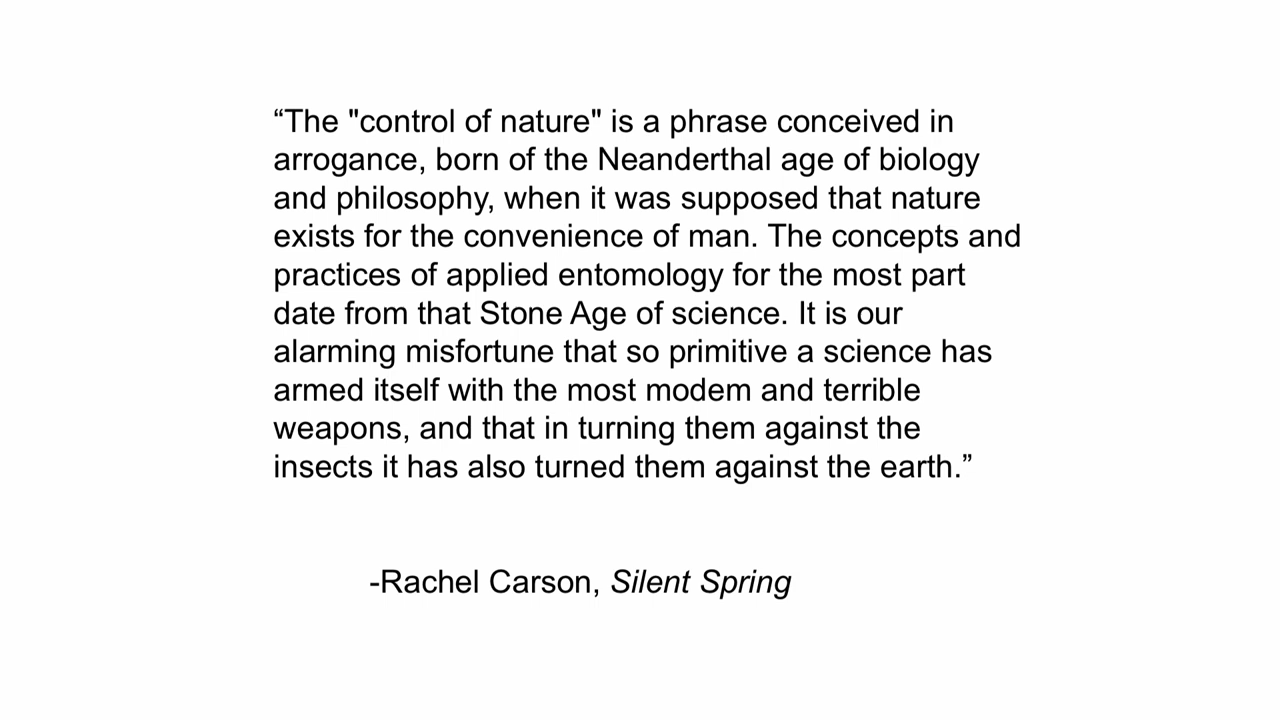 “The "control of nature" is a phrase conceived in
arrogance, born of the Neanderthal age of biology
and philosophy, when it was supposed that nature
exists for the convenience of man. The concepts and
practices of applied entomology for the most part
date from that Stone Age of science. It is our
alarming misfortune that so primitive a science has
armed itself with the most modem and terrible
weapons, and that in turning them against the
insects it has also turned them against the earth.”
-Rachel Carson, Silent Spring